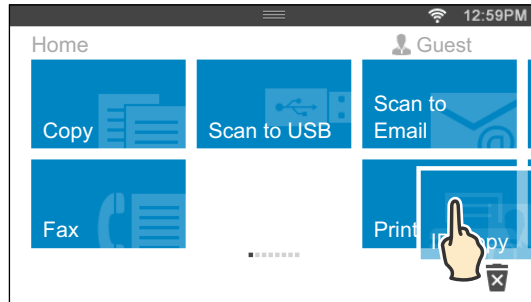 12:59PM
Home
Guest
Copy
Scan to USB
Scan to
Email
Fax
Print